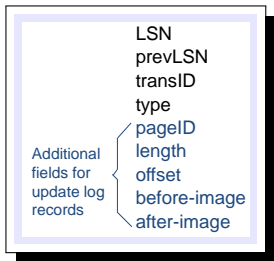 LSN
prevLSN
transID
type
pageID
length
offset
before-image
after-image
Additional
fields for
update log
records